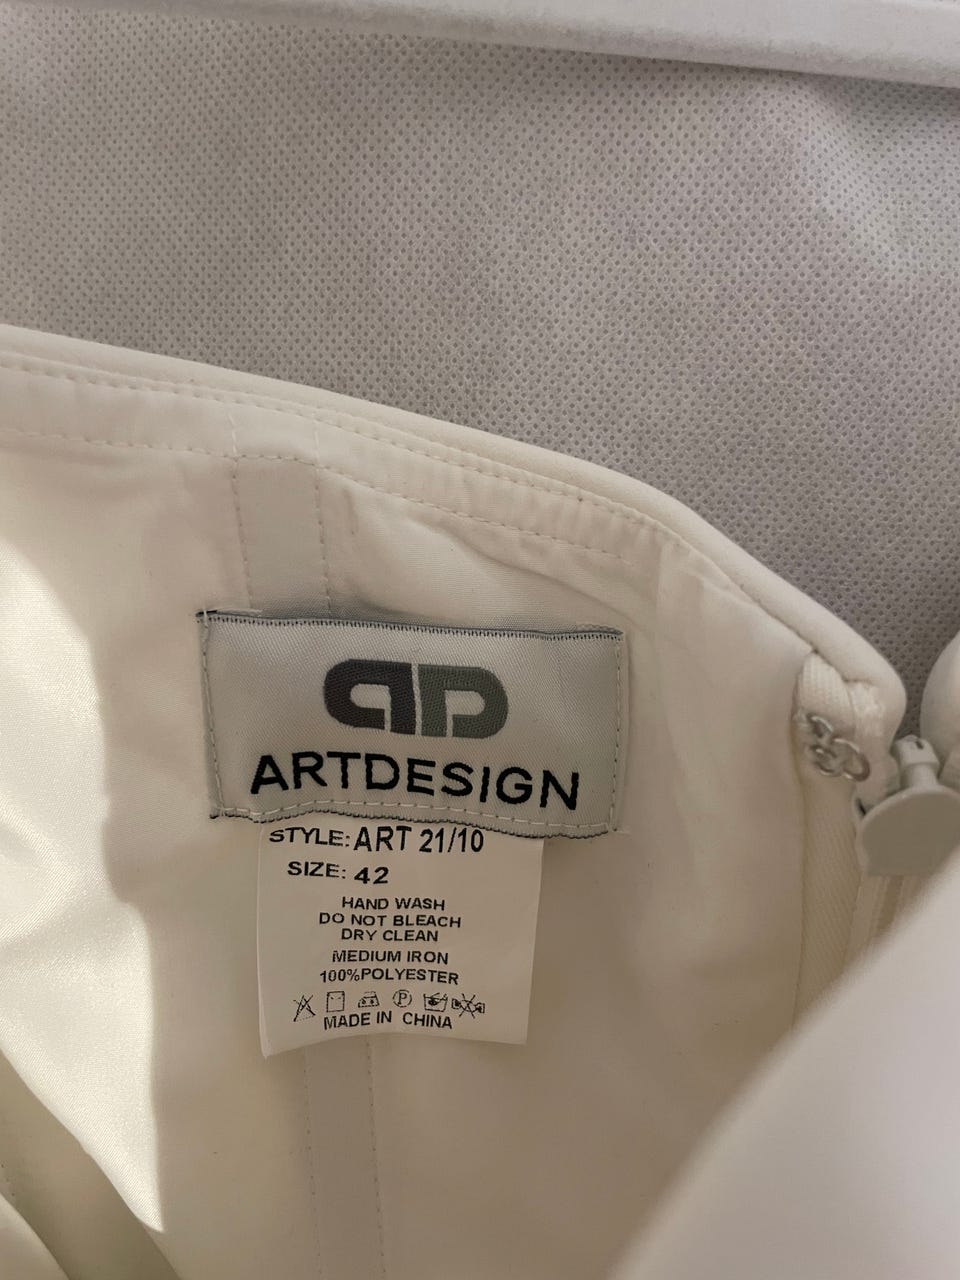 ARTDESIGN
STYLE: ART 21/10
SIZE: 42
HAND WASH
DO NOT BLEACH
DRY CLEAN
MEDIUM IRON
100%POLYESTER
P
MADE IN CHINA